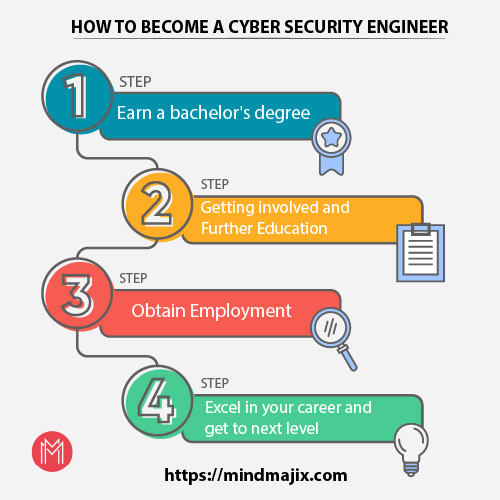 HOW TO BECOME A CYBER SECURITY ENGINEER
1
STEP
Earn a bachelor's degree
2
STEP
Getting involved and
Further Education
3
STEP
Obtain Employment
4
STEP
Excel in your career and
get to next level
M
https://mindmajix.com